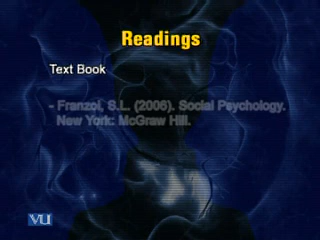 Readings
Text Book
- Franzoi, S.L. (2006). Social Psychology.
New York: McGraw Hill.
VU